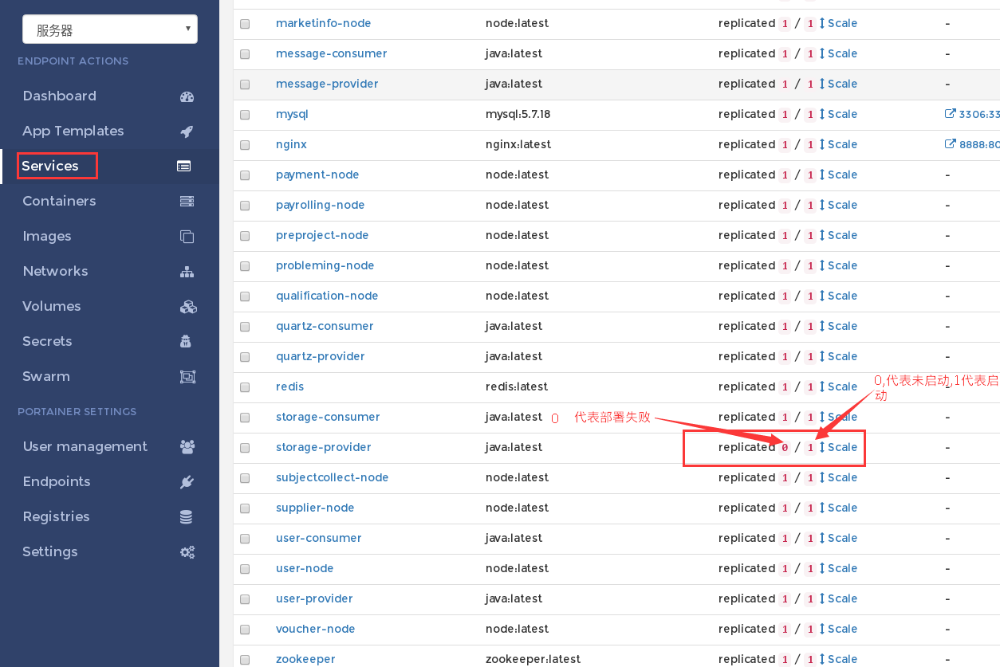 服务器
ENDPOINT ACTIONS
Dashboard
App Templates
Services
Containers
Images
Networks
Volumes
Secrets
Swarm
PORTAINER SETTINGS
User management
Endpoints
Registries
Settings
marketinfo-node node:latest replicated 1 / 1 Scale -
message-consumer java:latest replicated 1 / 1 Scale -
message-provider java:latest replicated 1 / 1 Scale -
mysql mysql:5.7.18 replicated 1 / 1 Scale 3306:33
nginx nginx:latest replicated 1 / 1 Scale 8888:80
payment-node node:latest replicated 1 / 1 Scale -
payrolling-node node:latest replicated 1 / 1 Scale -
preproject-node node:latest replicated 1 / 1 Scale -
probleming-node node:latest replicated 1 / 1 Scale -
qualification-node node:latest replicated 1 / 1 Scale -
quartz-consumer java:latest replicated 1 / 1 Scale -
quartz-provider java:latest replicated 1 / 1 Scale -
0,代表未启动,1代表启
动
redis redis:latest replicated 1 / 1 Scale -
storage-consumer java:latest replicated 1 / 1 Scale -
0 代表部署失败
storage-provider java:latest replicated 0 / 1 Scale -
subjectcollect-node node:latest replicated 1 / 1 Scale -
supplier-node node:latest replicated 1 / 1 Scale -
user-consumer java:latest replicated 1 / 1 Scale -
user-node node:latest replicated 1 / 1 Scale -
user-provider java:latest replicated 1 / 1 Scale -
voucher-node node:latest replicated 1 / 1 Scale -
zookeeper zookeeper:latest replicated 1 / 1 Scale -